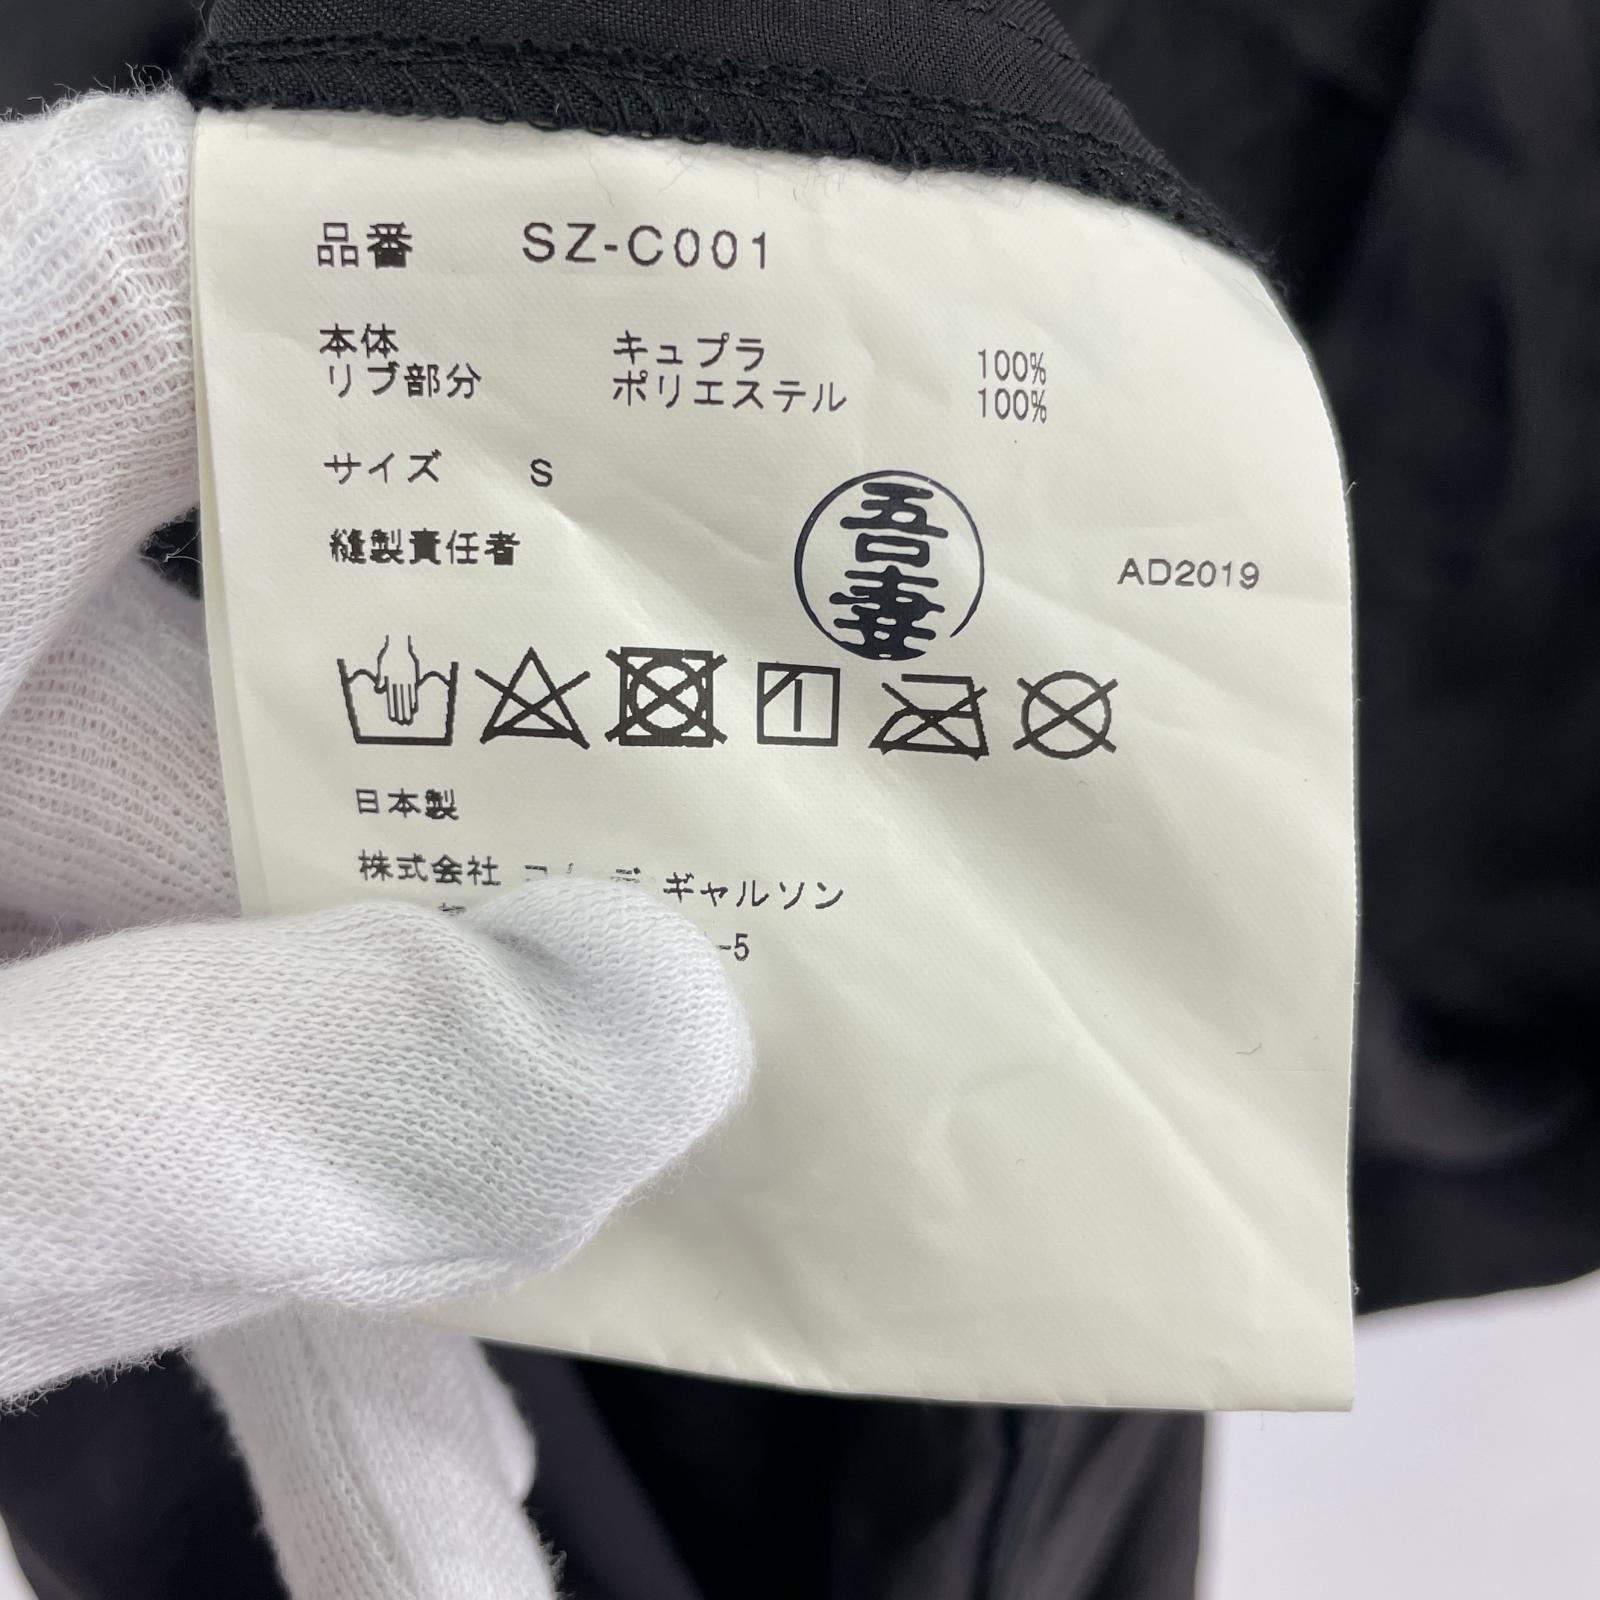 品番 SZ-C001
本体 キュプラ 100%
リブ部分 ポリエステル 100%
サイズ S
縫製責任者 吾妻 AD2019
日本製
株式会社 ギャルソン
-5